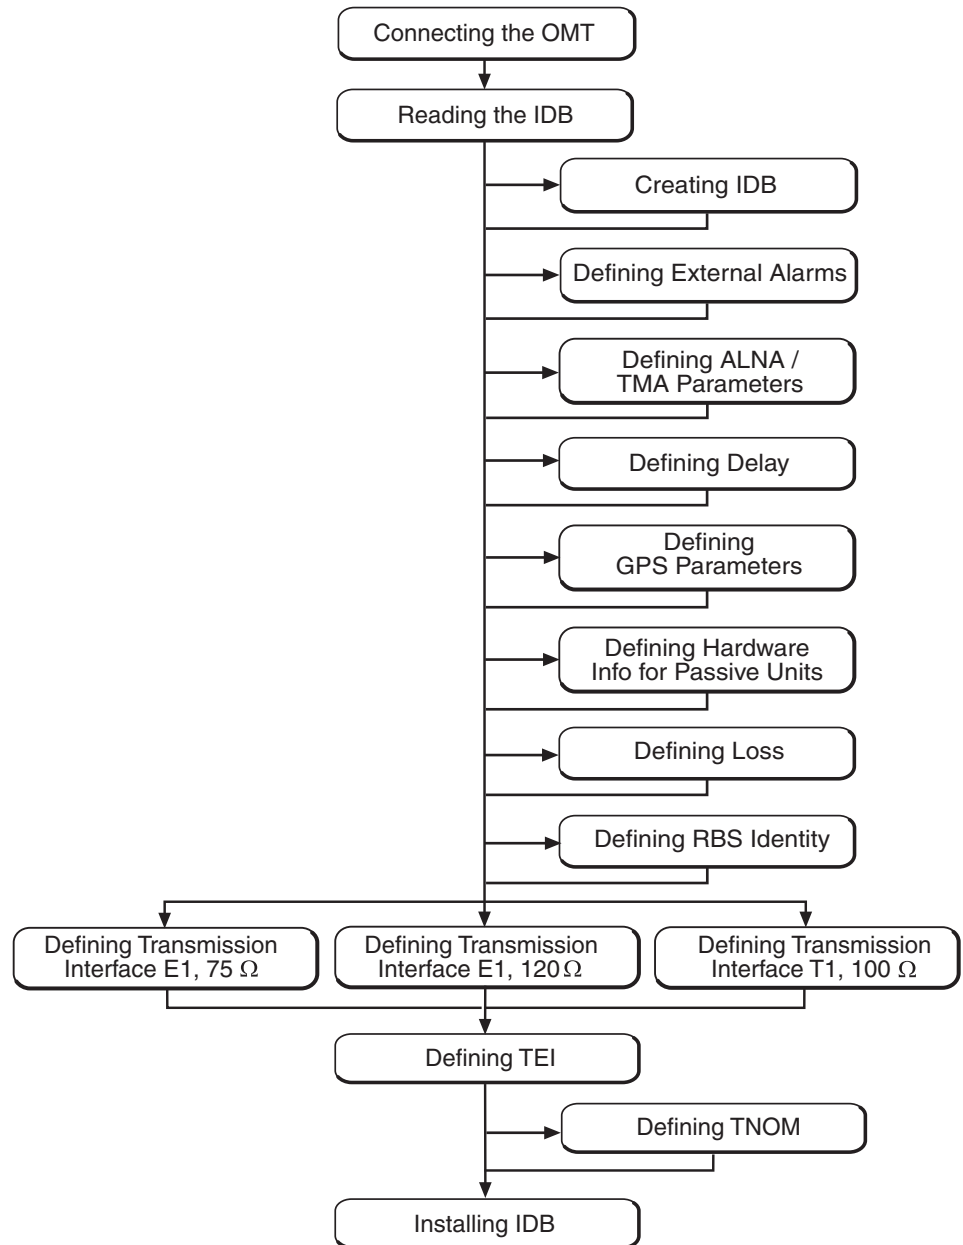 Connecting the OMT
Reading the IDB
Creating IDB
Defining External Alarms
Defining ALNA /
TMA Parameters
Defining Delay
Defining
GPS Parameters
Defining Hardware
Info for Passive Units
Defining Loss
Defining RBS Identity
Defining Transmission
Interface E1, 75 Ω
Defining Transmission
Interface E1, 120 Ω
Defining Transmission
Interface T1, 100 Ω
Defining TEI
Defining TNOM
Installing IDB